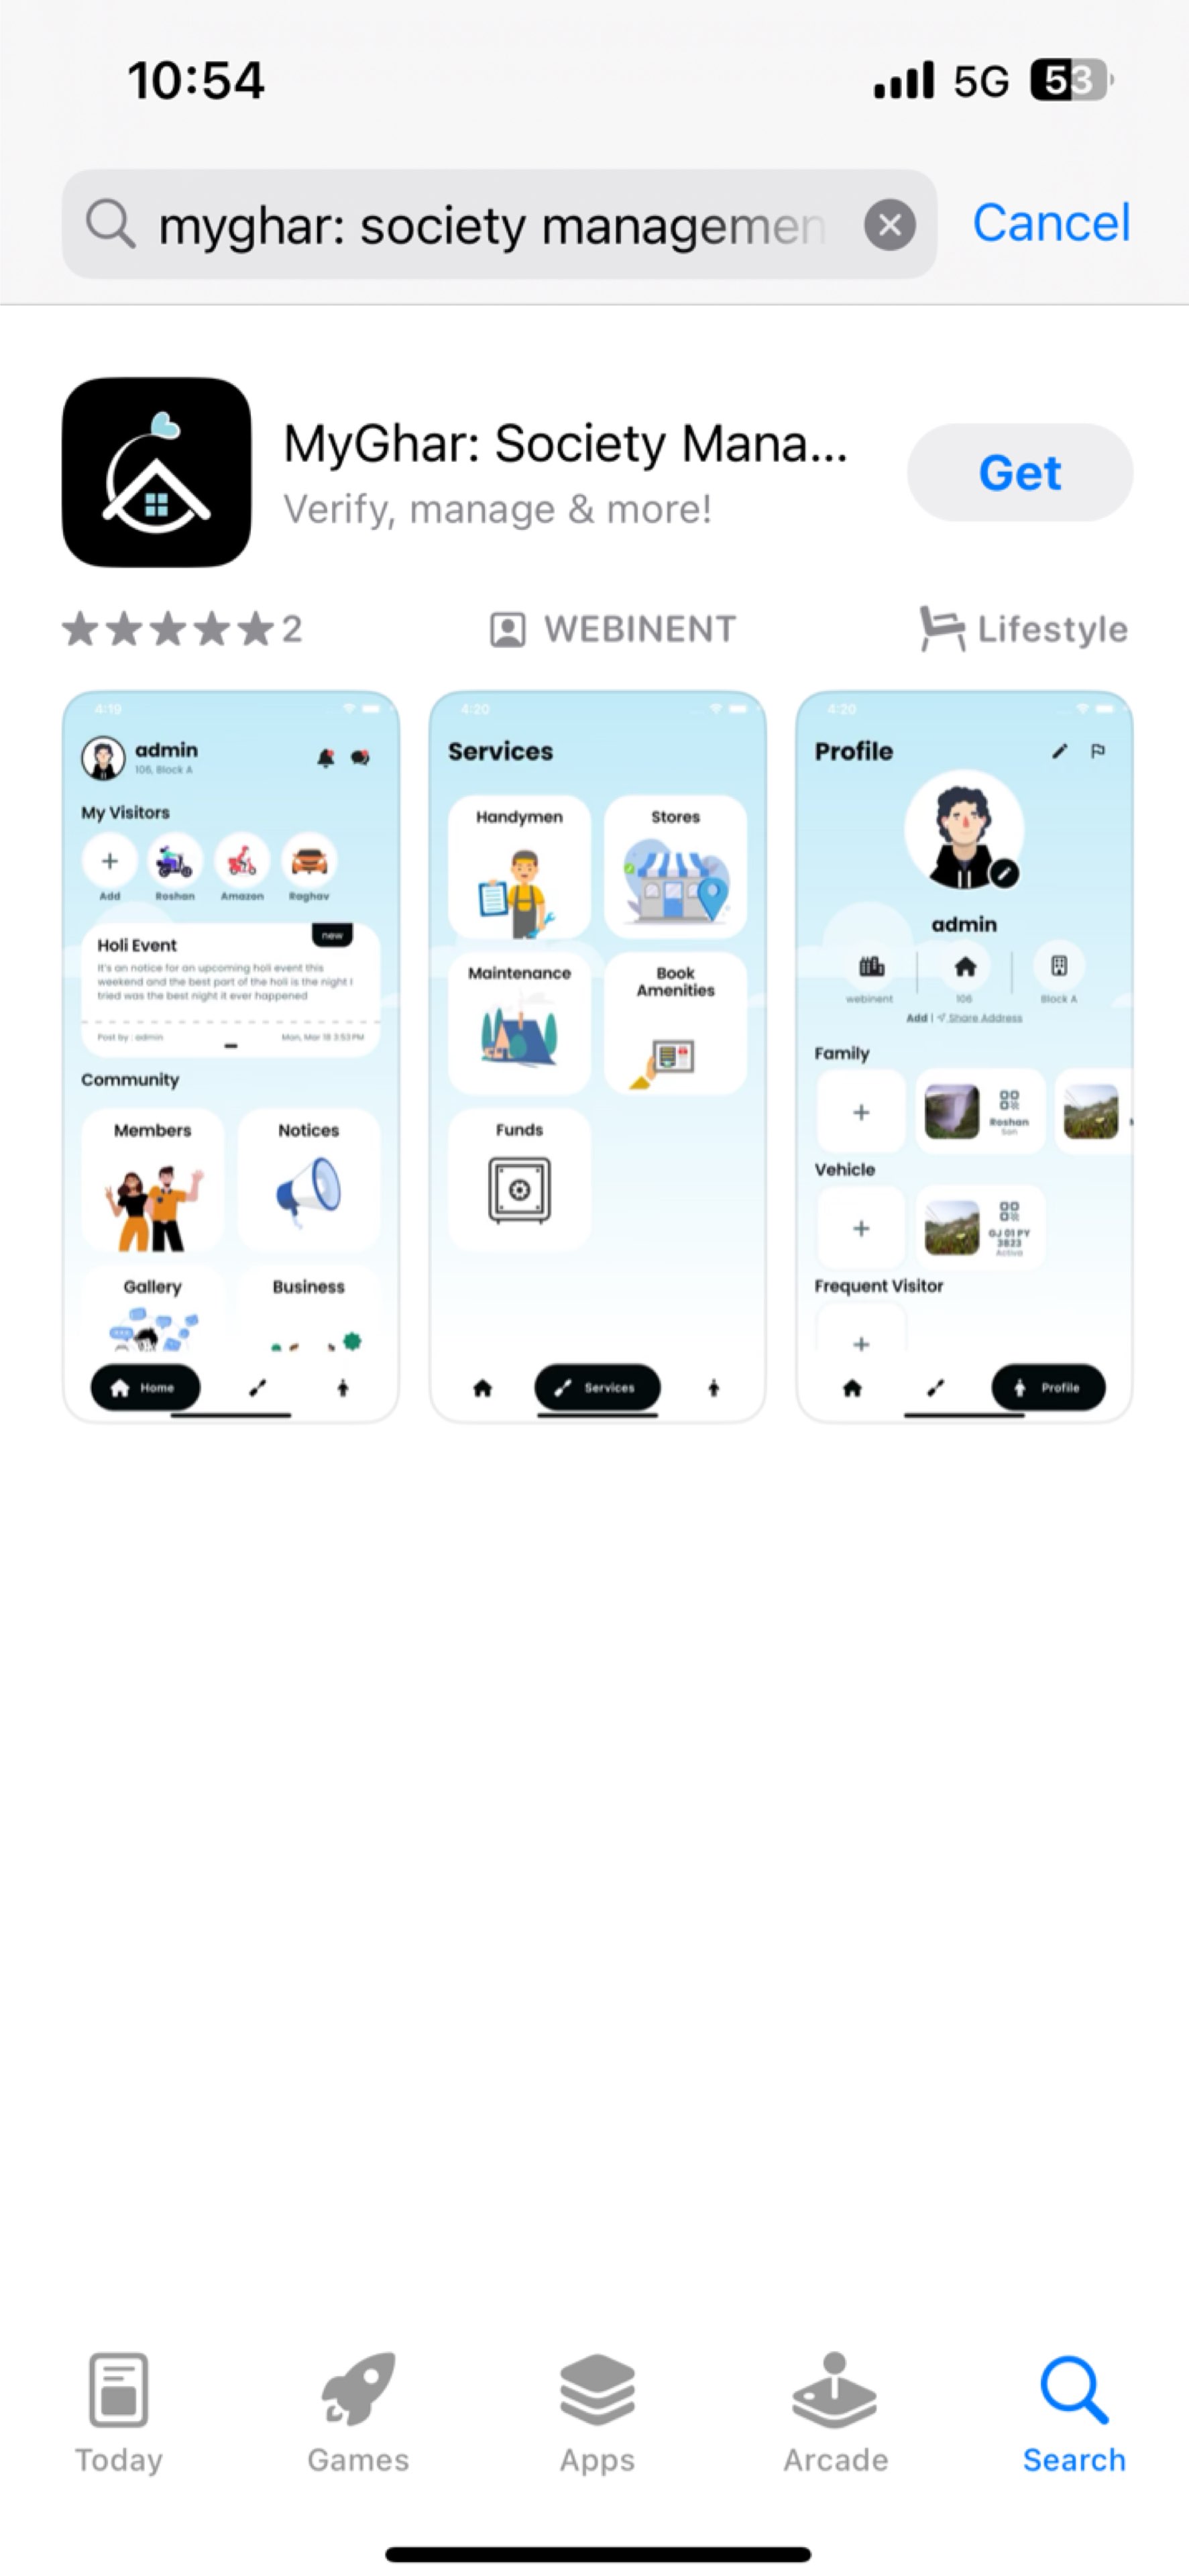 10:54
5G 53
myghar: society managemen
Cancel
MyGhar: Society Mana...
Verify, manage & more!
Get
2
WEBINENT
Lifestyle
4:19
admin
106, Block A
My Visitors
Add Roshan Amazon Raghav
new
Holi Event
It's an notice for an upcoming holi event this
weekend and the best part of the holi is the night I
tried was the best night it ever happened
Post by : admin
Mon, Mar 18 3:53 PM
Community
Members Notices
Gallery Business
Home
4:20
Services
Handymen Stores
Maintenance Book
Amenities
Funds
Services
4:20
Profile
admin
webinent 106 Block A
Add | Share Address
Family
Roshan
Son
Vehicle
GJ 01 PY
3823
Active
Frequent Visitor
Profile
Today Games Apps Arcade Search